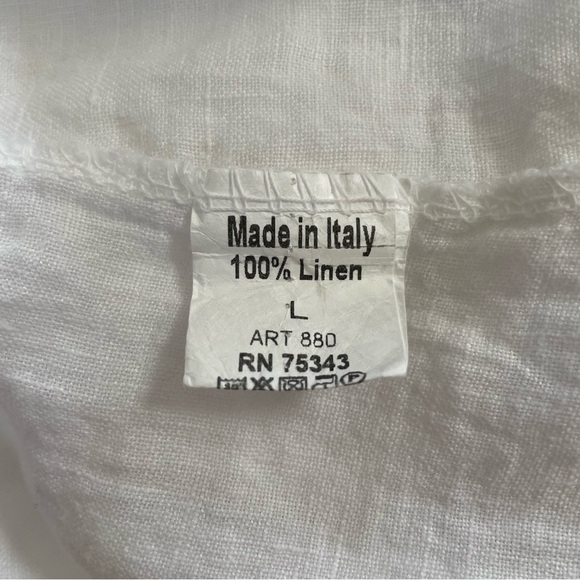 Made in Italy
100% Linen
L
ART 880
RN 75343